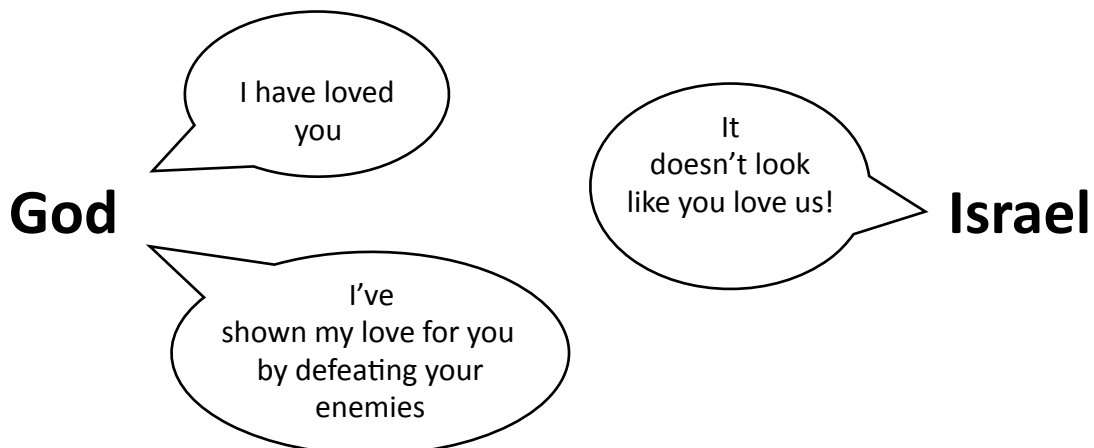 I have loved
you
It
doesn’t look
like you love us!
God
Israel
I’ve
shown my love for you
by defeating your
enemies